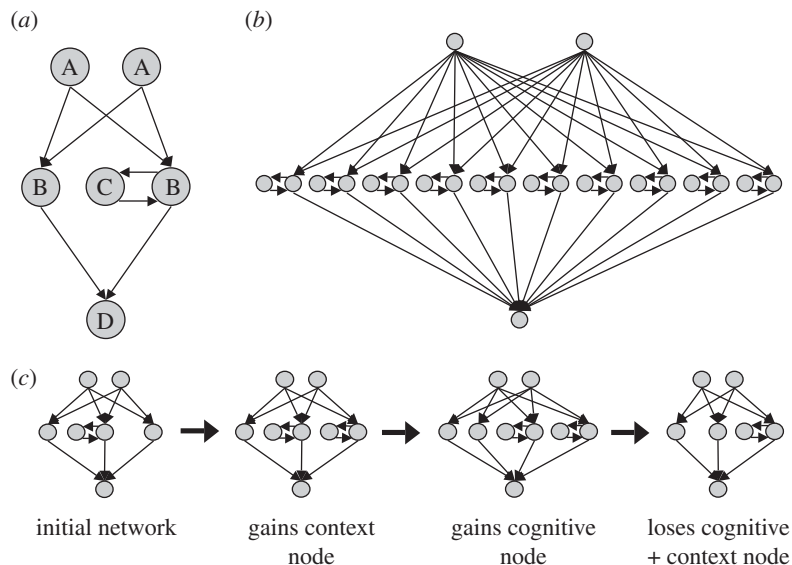 (a)
(b)
A A
B C B
D
(c)
initial network
gains context
node
gains cognitive
node
loses cognitive
+ context node